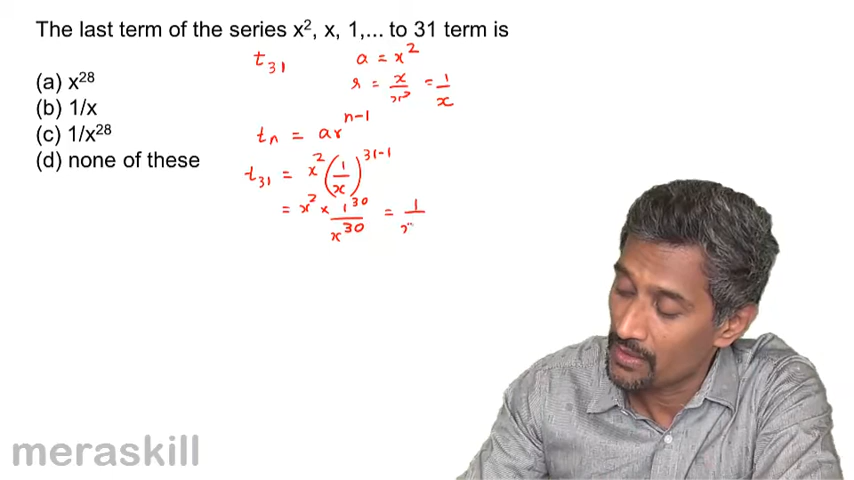 The last term of the series x², x, 1,... to 31 term is
t₃₁ a = x²
(a) x²⁸
r = x/x² = 1/x
(b) 1/x
tₙ = arⁿ⁻¹
(c) 1/x²⁸
(d) none of these
t₃₁ = x² (1/x)³¹⁻¹
= x² × 1³⁰/x³⁰ = 1/x
meraskill